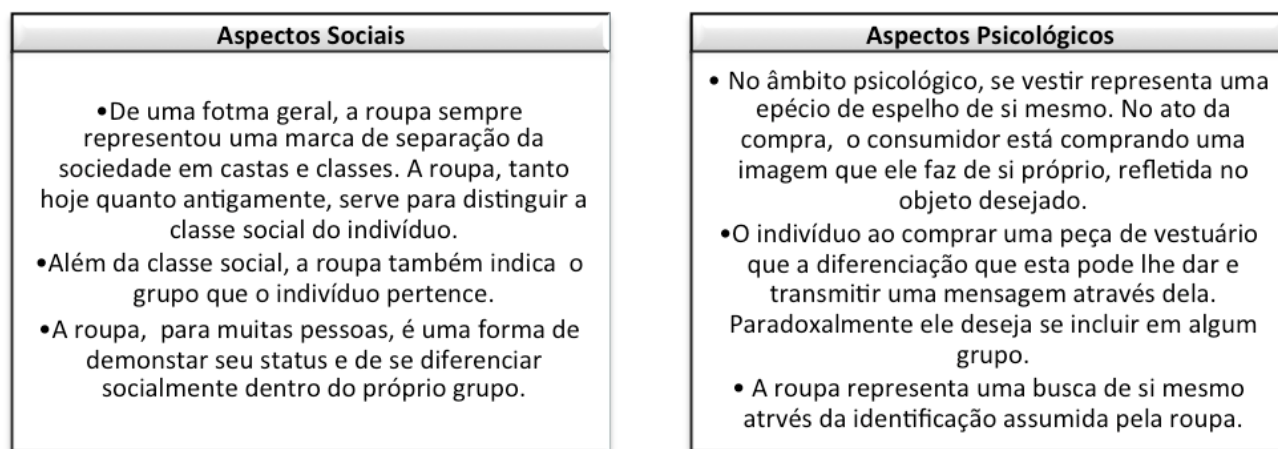 Aspectos Sociais
•De uma fotma geral, a roupa sempre
representou uma marca de separação da
sociedade em castas e classes. A roupa, tanto
hoje quanto antigamente, serve para distinguir a
classe social do indivíduo.
•Além da classe social, a roupa também indica o
grupo que o indivíduo pertence.
•A roupa, para muitas pessoas, é uma forma de
demonstar seu status e de se diferenciar
socialmente dentro do próprio grupo.
Aspectos Psicológicos
• No âmbito psicológico, se vestir representa uma
epécio de espelho de si mesmo. No ato da
compra, o consumidor está comprando uma
imagem que ele faz de si próprio, refletida no
objeto desejado.
•O indivíduo ao comprar uma peça de vestuário
que a diferenciação que esta pode lhe dar e
transmitir uma mensagem através dela.
Paradoxalmente ele deseja se incluir em algum
grupo.
• A roupa representa uma busca de si mesmo
atrvés da identificação assumida pela roupa.